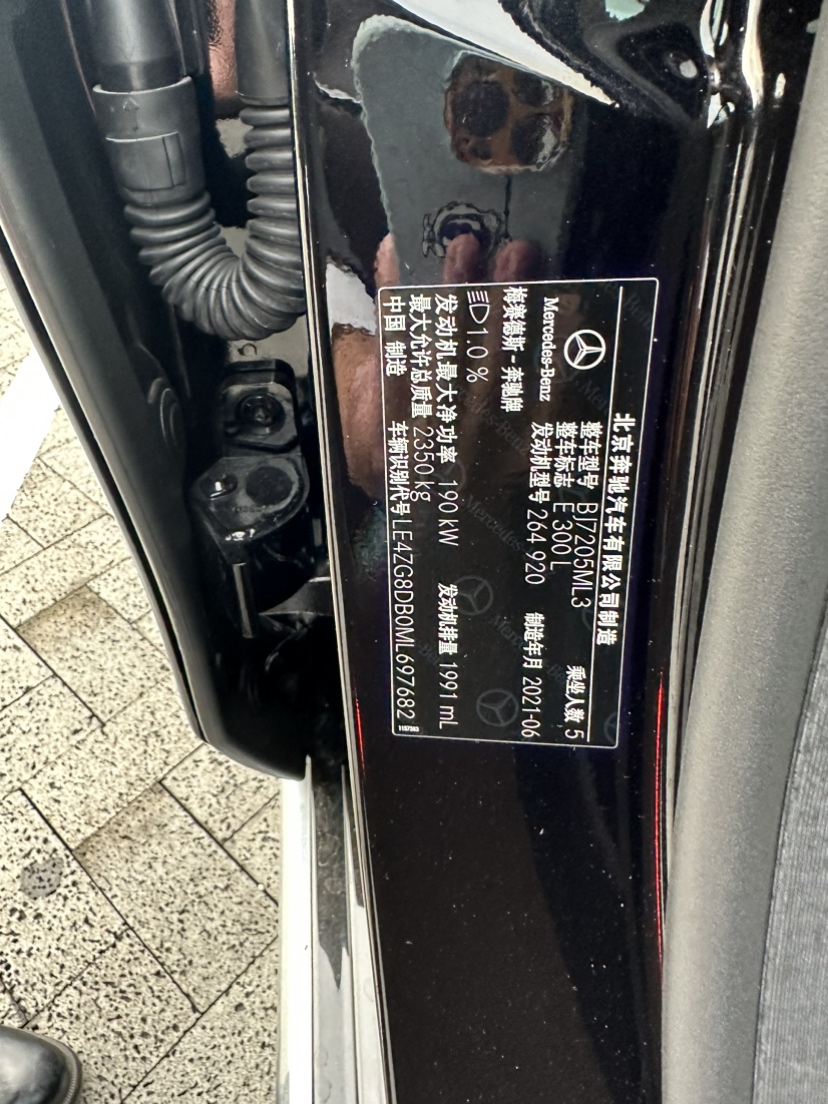 北京奔驰汽车有限公司制造
Mercedes-Benz
梅赛德斯-奔驰牌
整车型号 BJ7205ML3 乘坐人数 5
整车标志 E 300 L
发动机型号 264 920 制造年月 2021-06
1.0 %
发动机最大净功率 190 kW 发动机排量 1991 mL
最大允许总质量 2350 kg
中国 制造 车辆识别代号 LE4ZG8DB0ML697682